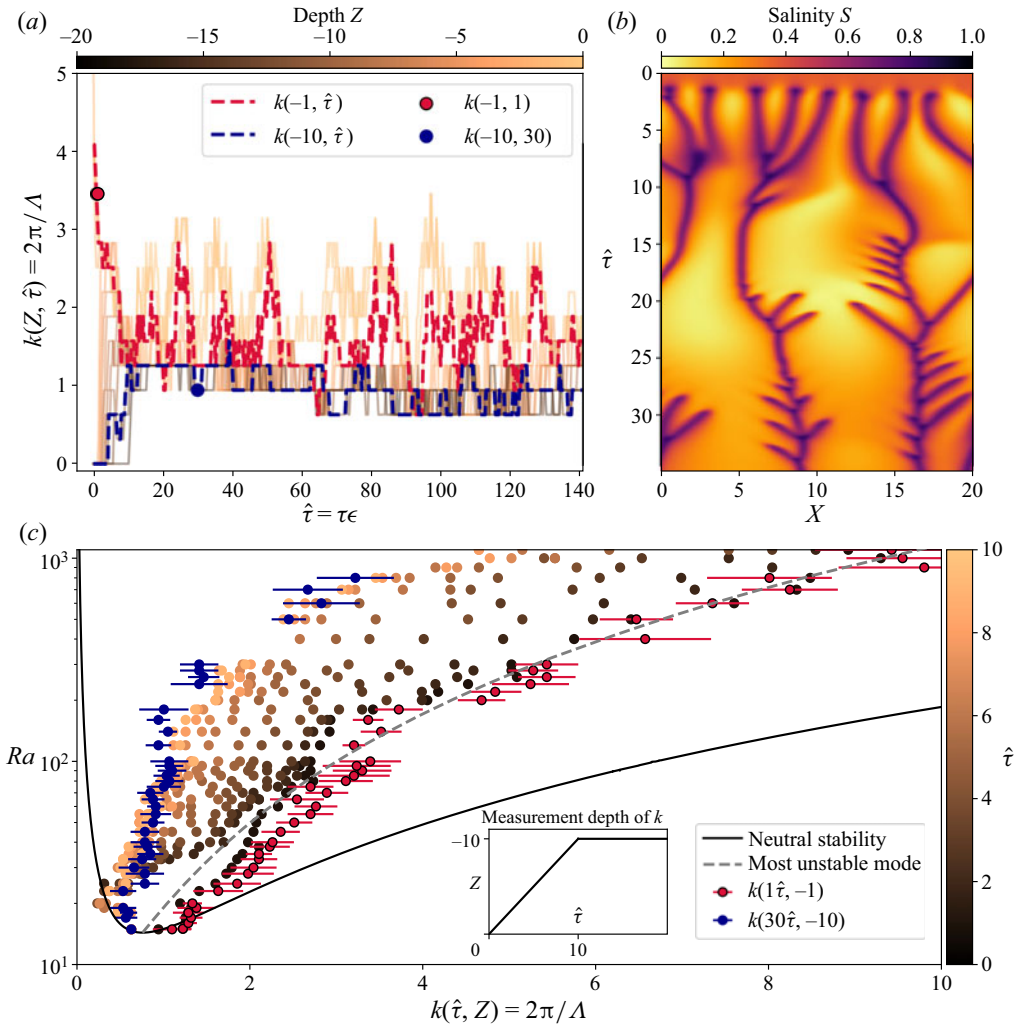 (a)
Depth Z
−20 −15 −10 −5 0
5
4
3
2
1
0
k(Z, τ̂) = 2π/Λ
k(−1, τ̂)
k(−10, τ̂)
k(−1, 1)
k(−10, 30)
0 20 40 60 80 100 120 140
τ̂ = τϵ
(b)
Salinity S
0 0.2 0.4 0.6 0.8 1.0
0
5
10
15
20
25
30
τ̂
0 5 10 15 20
X
(c)
10³
10²
10¹
Ra
Measurement depth of k
−10
Z
0
τ̂
10
Neutral stability
Most unstable mode
k(1τ̂, −1)
k(30τ̂, −10)
0 2 4 6 8 10
k(τ̂, Z) = 2π/Λ
10
8
6
4
2
0
τ̂